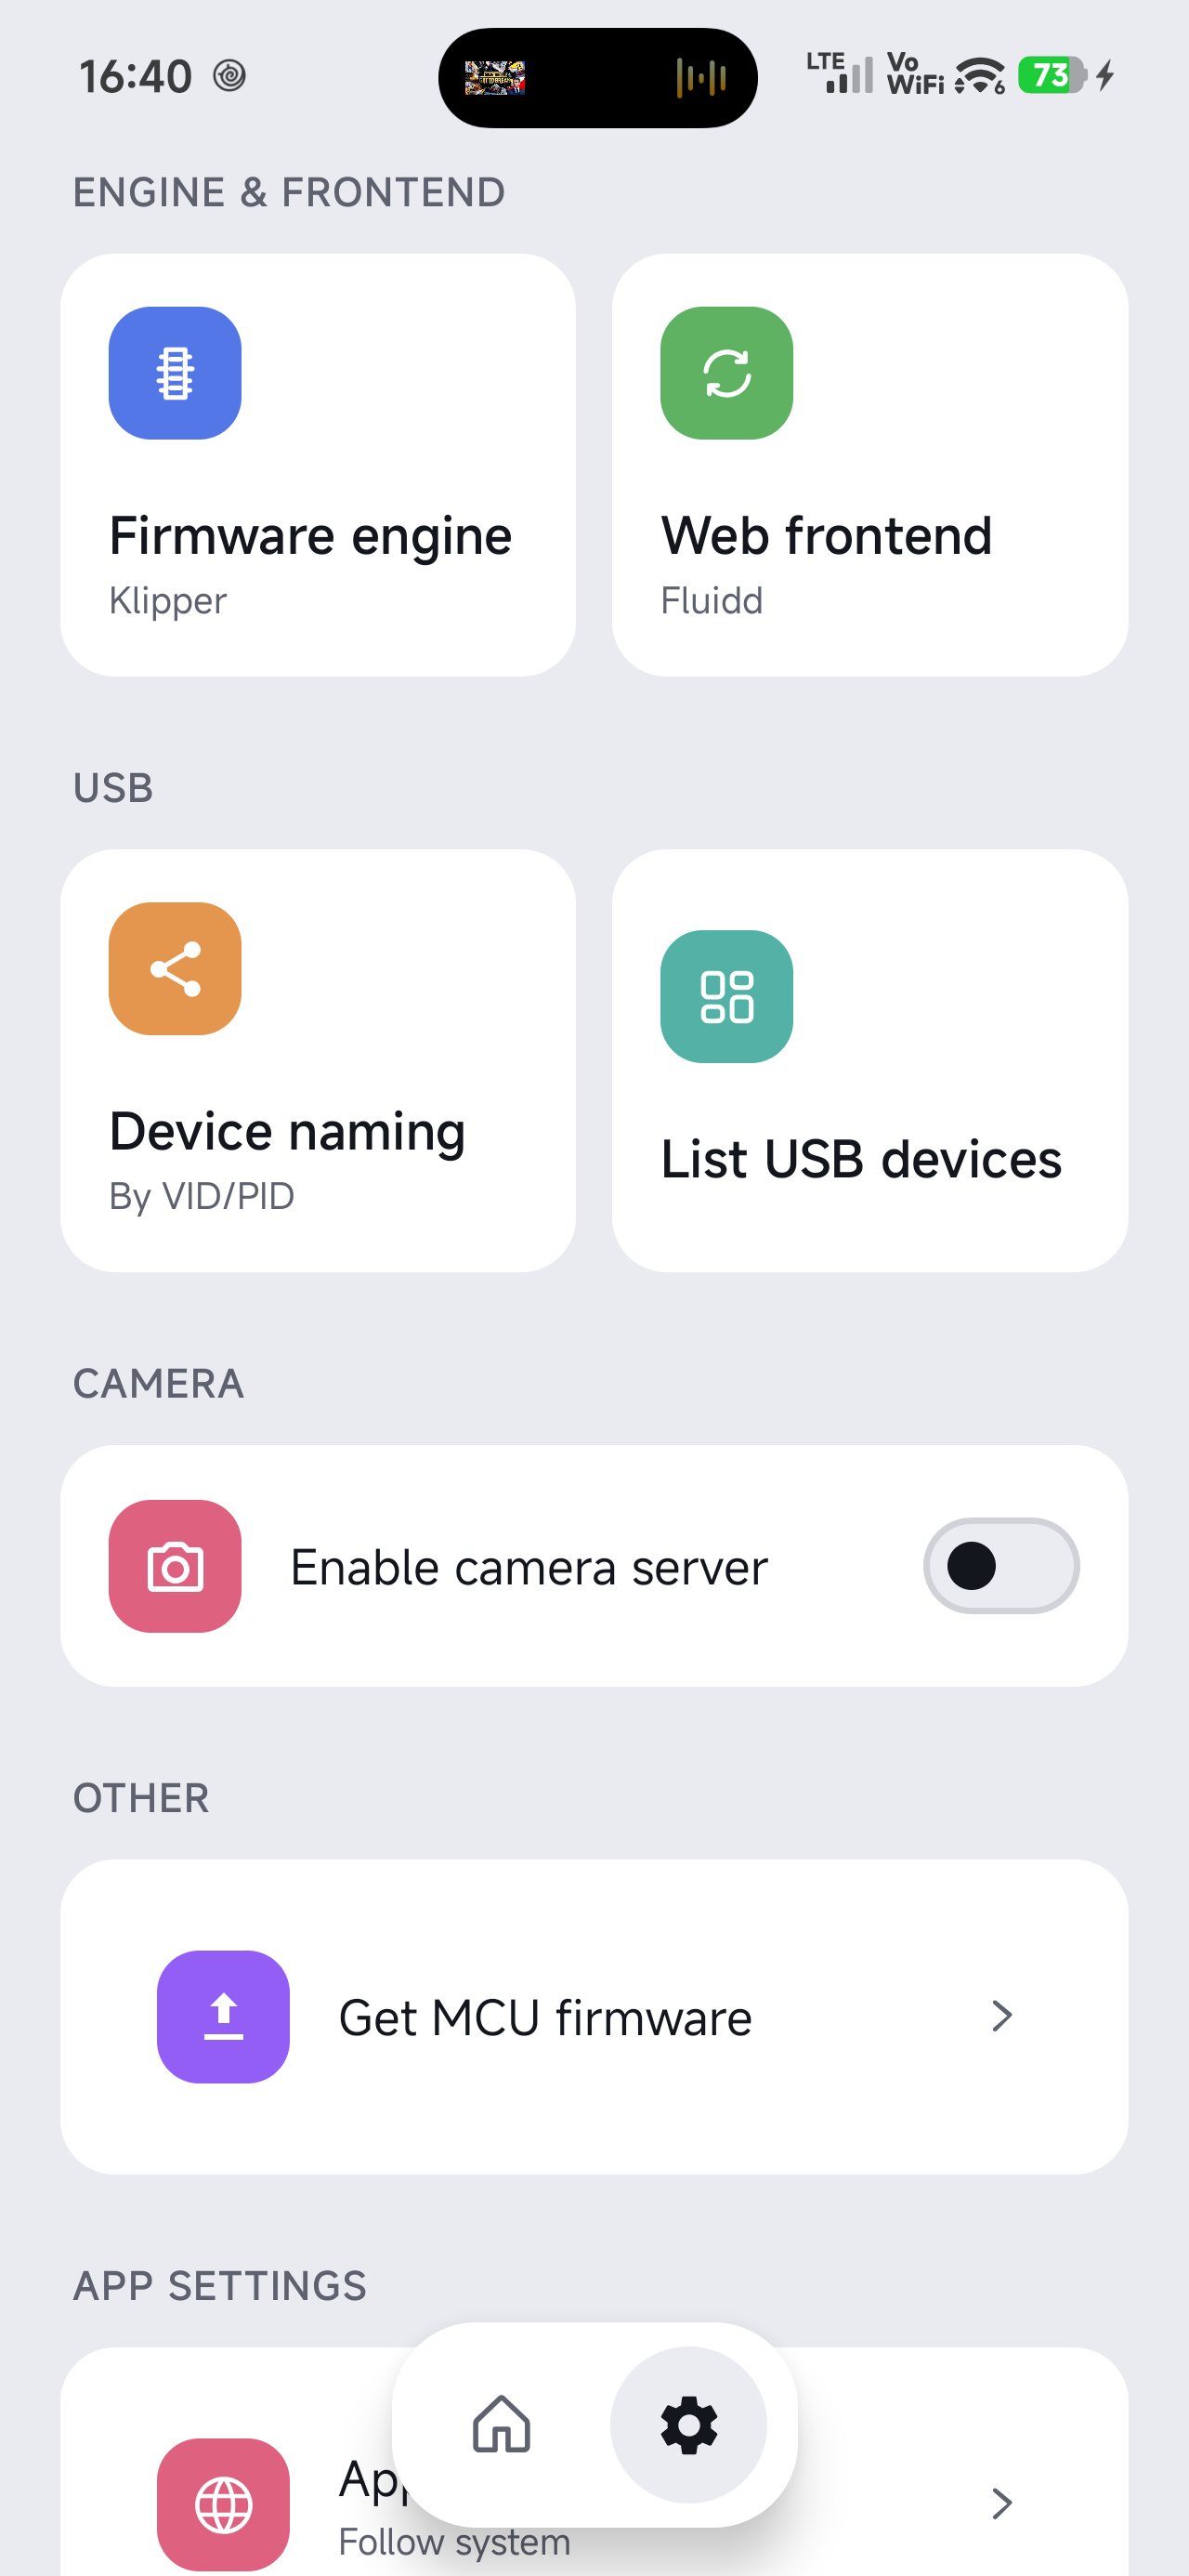 16:40
LTE
Vo
WiFi
6
73
ENGINE & FRONTEND
Firmware engine
Klipper
Web frontend
Fluidd
USB
Device naming
By VID/PID
List USB devices
CAMERA
Enable camera server
OTHER
Get MCU firmware
APP SETTINGS
Follow system